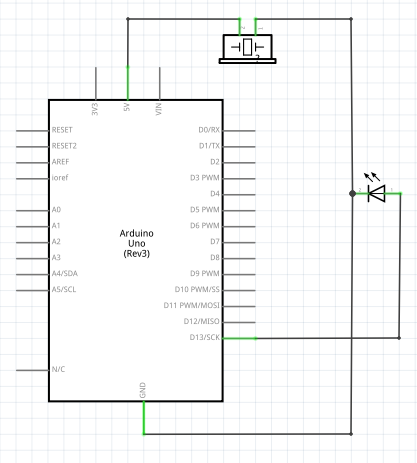 3V3
5V
VIN
RESET
RESET2
AREF
ioref
A0
A1
A2
A3
A4/SDA
A5/SCL
N/C
Arduino
Uno
(Rev3)
D0/RX
D1/TX
D2
D3 PWM
D4
D5 PWM
D6 PWM
D7
D8
D9 PWM
D10 PWM/SS
D11 PWM/MOSI
D12/MISO
D13/SCK
GND